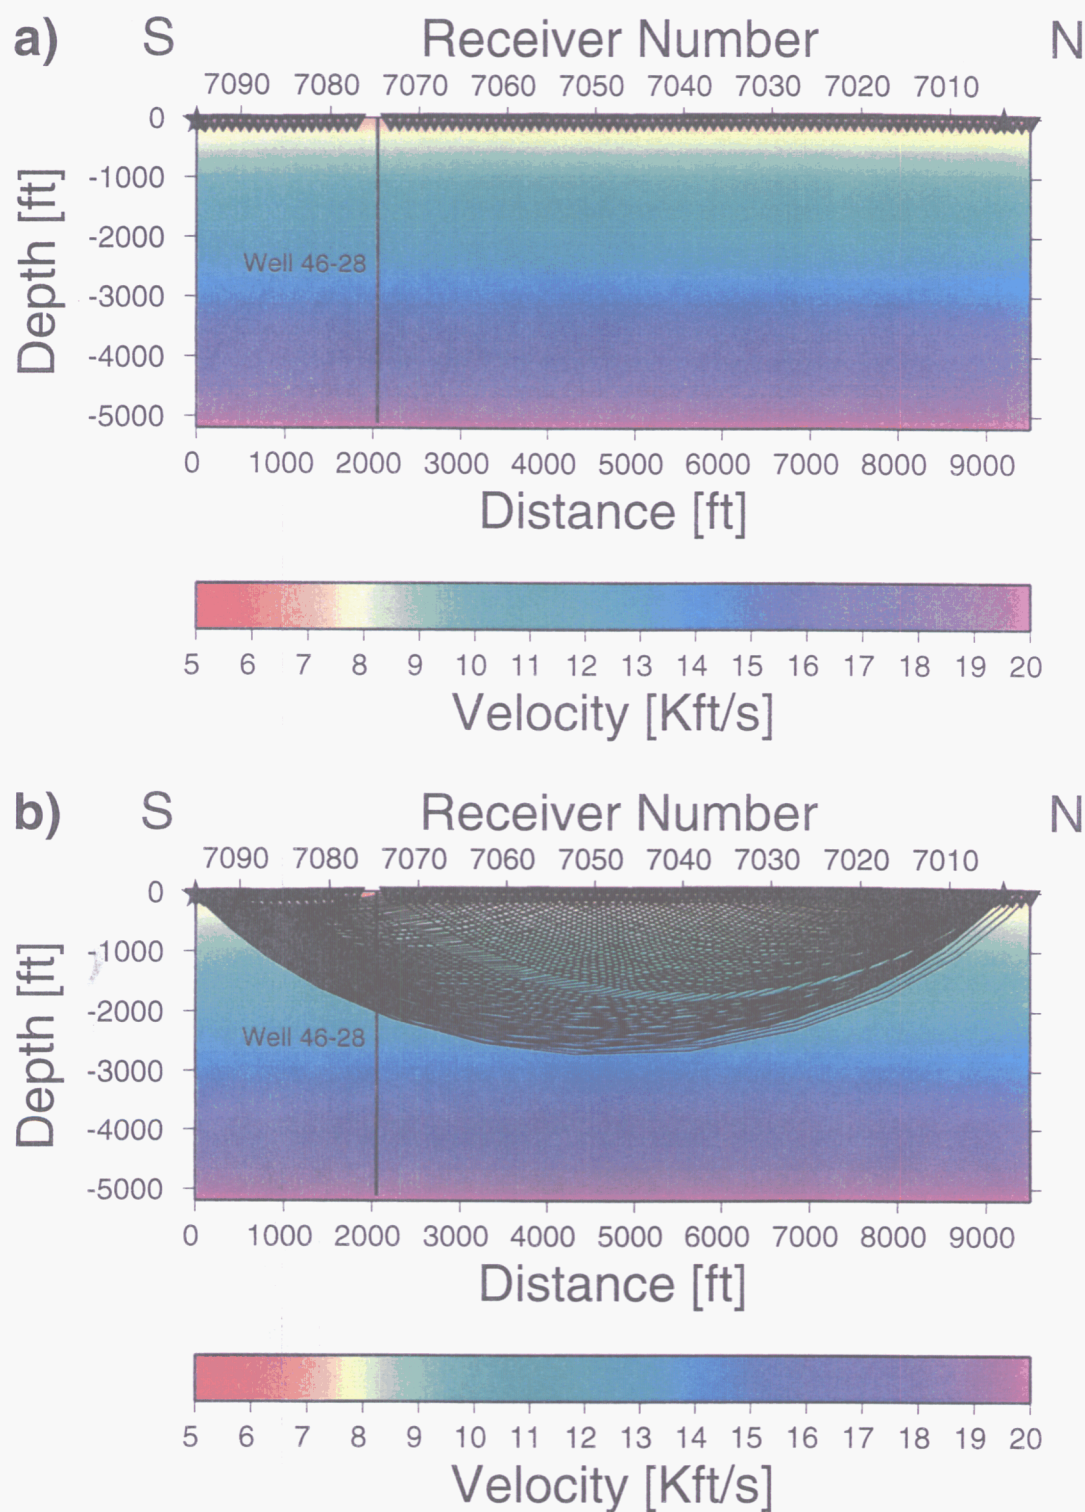 a) S Receiver Number N
7090 7080 7070 7060 7050 7040 7030 7020 7010
0
-1000
-2000
-3000
-4000
-5000
Depth [ft]
Well 46-28
0 1000 2000 3000 4000 5000 6000 7000 8000 9000
Distance [ft]
5 6 7 8 9 10 11 12 13 14 15 16 17 18 19 20
Velocity [Kft/s]
b) S Receiver Number N
7090 7080 7070 7060 7050 7040 7030 7020 7010
0
-1000
-2000
-3000
-4000
-5000
Depth [ft]
Well 46-28
0 1000 2000 3000 4000 5000 6000 7000 8000 9000
Distance [ft]
5 6 7 8 9 10 11 12 13 14 15 16 17 18 19 20
Velocity [Kft/s]